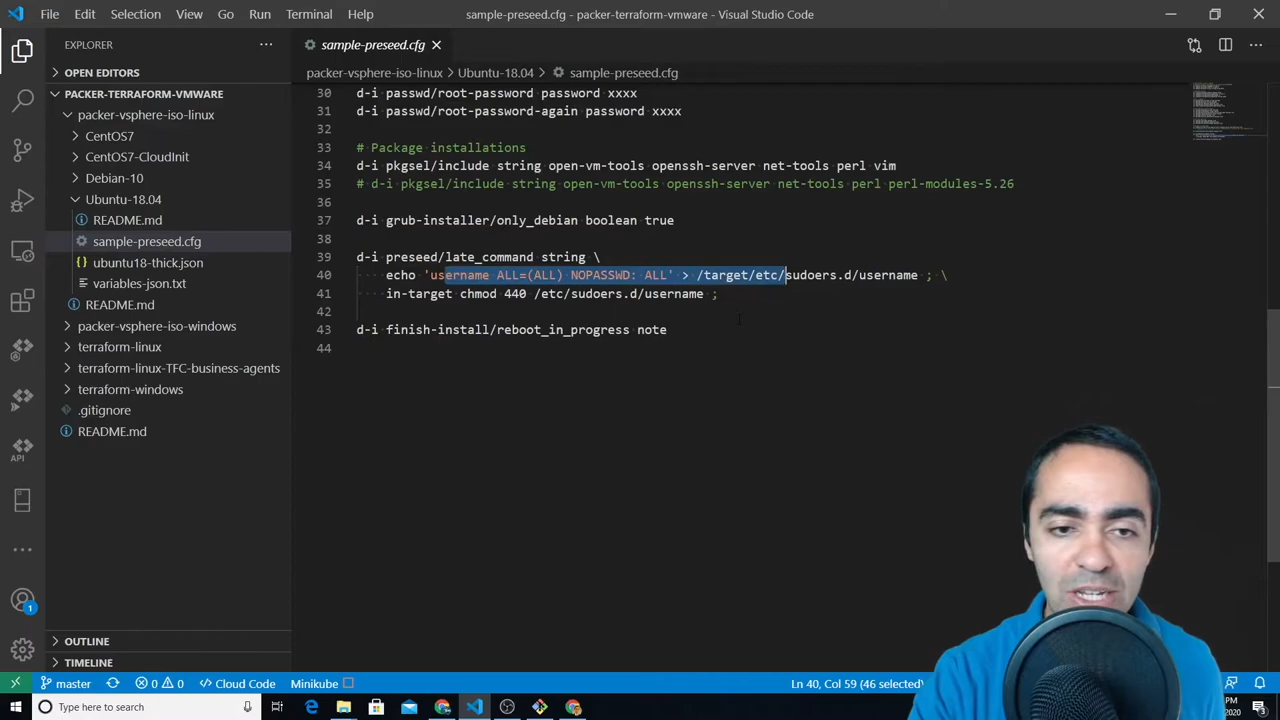 File Edit Selection View Go Run Terminal Help
sample-preseed.cfg - packer-terraform-vmware - Visual Studio Code
EXPLORER
OPEN EDITORS
PACKER-TERRAFORM-VMWARE
packer-vsphere-iso-linux
CentOS7
CentOS7-CloudInit
Debian-10
Ubuntu-18.04
README.md
sample-preseed.cfg
ubuntu18-thick.json
variables-json.txt
README.md
packer-vsphere-iso-windows
terraform-linux
terraform-linux-TFC-business-agents
terraform-windows
.gitignore
README.md
OUTLINE
TIMELINE
API
1
sample-preseed.cfg
packer-vsphere-iso-linux > Ubuntu-18.04 > sample-preseed.cfg
30 d-i passwd/root-password password xxxx
31 d-i passwd/root-password-again password xxxx
32
33 # Package installations
34 d-i pkgsel/include string open-vm-tools openssh-server net-tools perl vim
35 # d-i pkgsel/include string open-vm-tools openssh-server net-tools perl perl-modules-5.26
36
37 d-i grub-installer/only_debian boolean true
38
39 d-i preseed/late_command string \
40 echo 'username ALL=(ALL) NOPASSWD: ALL' > /target/etc/sudoers.d/username ; \
41 in-target chmod 440 /etc/sudoers.d/username ;
42
43 d-i finish-install/reboot_in_progress note
44
master 0 0 Cloud Code Minikube
Ln 40, Col 59 (46 selected)
Type here to search